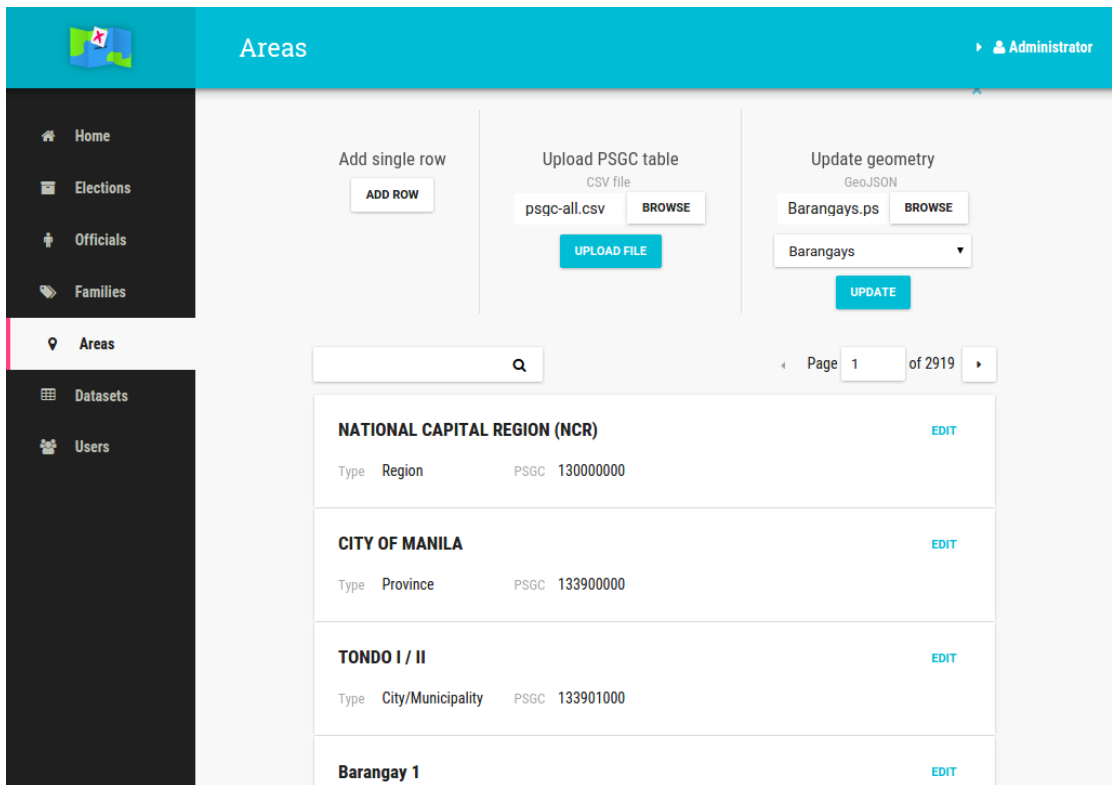 Areas
Administrator
Home
Elections
Officials
Families
Areas
Datasets
Users
Add single row
ADD ROW
Upload PSGC table
CSV file
psgc-all.csv BROWSE
UPLOAD FILE
Update geometry
GeoJSON
Barangays.ps BROWSE
Barangays
UPDATE
Page 1 of 2919
NATIONAL CAPITAL REGION (NCR) EDIT
Type Region PSGC 130000000
CITY OF MANILA EDIT
Type Province PSGC 133900000
TONDO I / II EDIT
Type City/Municipality PSGC 133901000
Barangay 1 EDIT